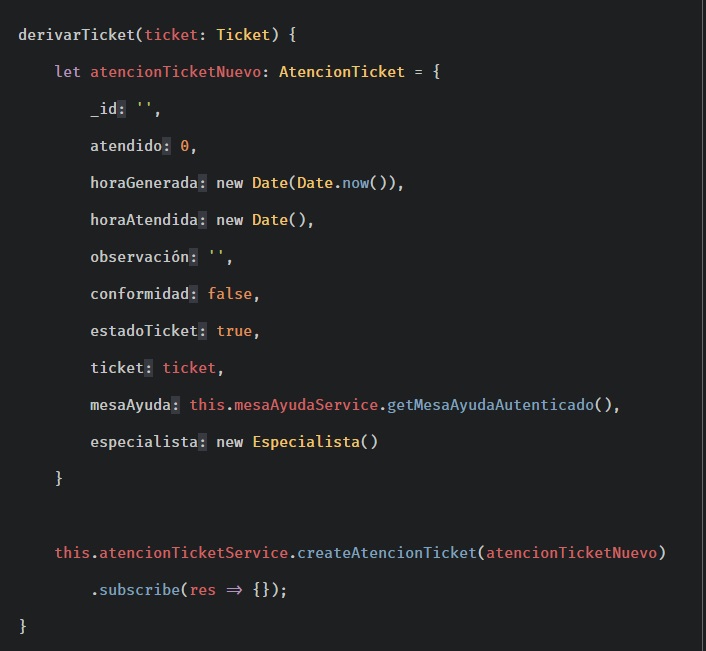 derivarTicket(ticket: Ticket) {
    let atencionTicketNuevo: AtencionTicket = {
        _id: '',
        atendido: 0,
        horaGenerada: new Date(Date.now()),
        horaAtendida: new Date(),
        observación: '',
        conformidad: false,
        estadoTicket: true,
        ticket: ticket,
        mesaAyuda: this.mesaAyudaService.getMesaAyudaAutenticado(),
        especialista: new Especialista()
    }
    this.atencionTicketService.createAtencionTicket(atencionTicketNuevo)
        .subscribe(res => {});
}